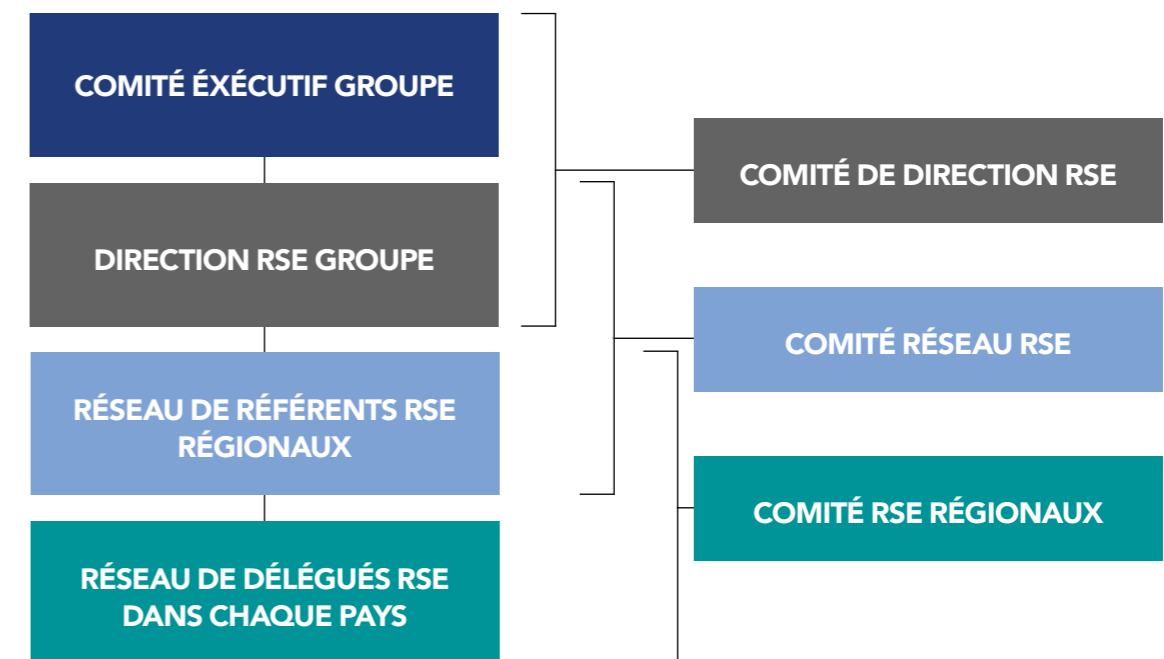 COMITÉ ÉXÉCUTIF GROUPE
DIRECTION RSE GROUPE
RÉSEAU DE RÉFÉRENTS RSE
RÉGIONAUX
RÉSEAU DE DÉLÉGUÉS RSE
DANS CHAQUE PAYS
COMITÉ DE DIRECTION RSE
COMITÉ RÉSEAU RSE
COMITÉ RSE RÉGIONAUX